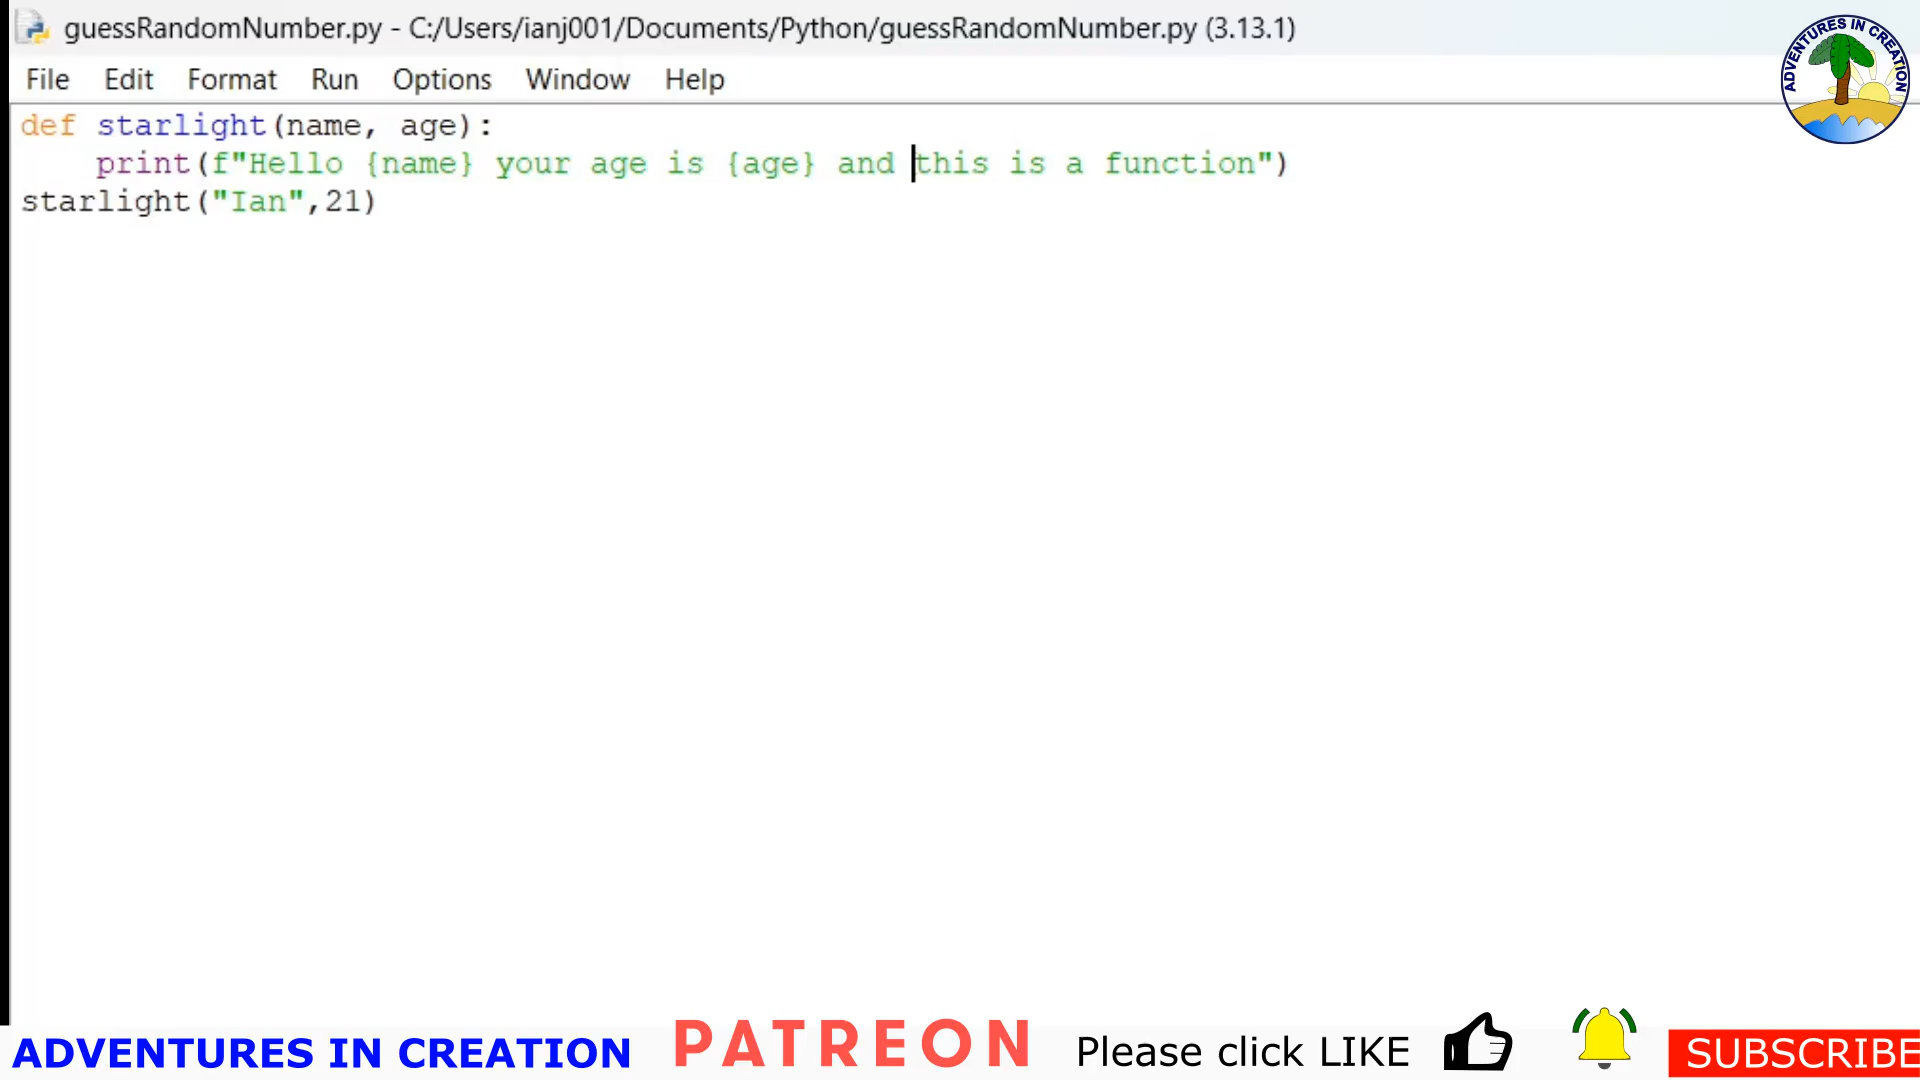 guessRandomNumber.py - C:/Users/ianj001/Documents/Python/guessRandomNumber.py (3.13.1)
File Edit Format Run Options Window Help
ADVENTURES IN CREATION
def starlight(name, age):
    print(f"Hello {name} your age is {age} and this is a function")
starlight("Ian",21)
ADVENTURES IN CREATION PATREON Please click LIKE SUBSCRIBE